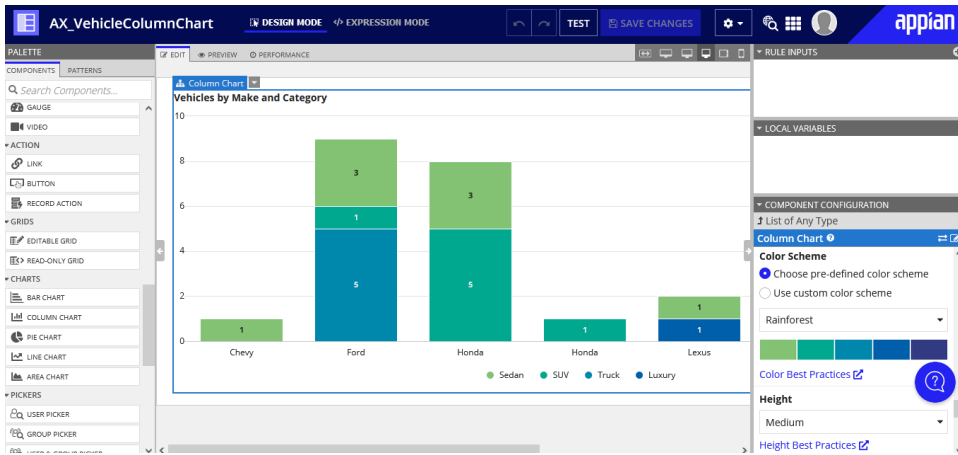 AX_VehicleColumnChart
DESIGN MODE
</> EXPRESSION MODE
TEST
SAVE CHANGES
appian
PALETTE
COMPONENTS
PATTERNS
Search Components...
GAUGE
VIDEO
ACTION
LINK
BUTTON
RECORD ACTION
GRIDS
EDITABLE GRID
READ-ONLY GRID
CHARTS
BAR CHART
COLUMN CHART
PIE CHART
LINE CHART
AREA CHART
PICKERS
USER PICKER
GROUP PICKER
USER & GROUP PICKER
EDIT
PREVIEW
PERFORMANCE
Column Chart
Vehicles by Make and Category
10
8
6
4
2
0
1
3
1
5
3
5
1
1
1
Chevy
Ford
Honda
Honda
Lexus
Sedan
SUV
Truck
Luxury
RULE INPUTS
LOCAL VARIABLES
COMPONENT CONFIGURATION
List of Any Type
Column Chart
Color Scheme
Choose pre-defined color scheme
Use custom color scheme
Rainforest
Color Best Practices
Height
Medium
Height Best Practices